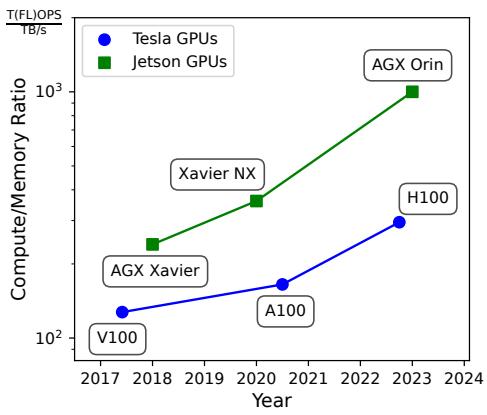 T(FL)OPS
TB/s
Tesla GPUs
Jetson GPUs
AGX Orin
10³
Xavier NX
H100
AGX Xavier
A100
V100
10²
Compute/Memory Ratio
2017 2018 2019 2020 2021 2022 2023 2024
Year